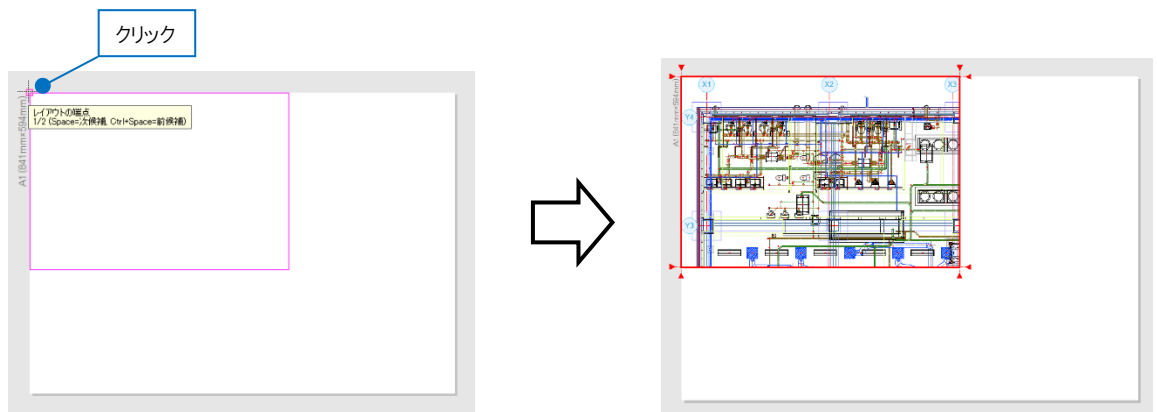 クリック
レイアウトの端点
1/2 (Space=次候補, Ctrl+Space=前候補)
A1 (841mm×594mm)
A1 (841mm×594mm)
X1
X2
X3
Y4
Y3